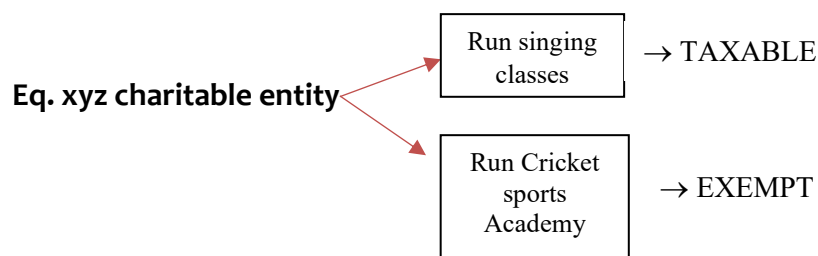 Run singing
classes
→ TAXABLE
Eq. xyz charitable entity
Run Cricket
sports
Academy
→ EXEMPT